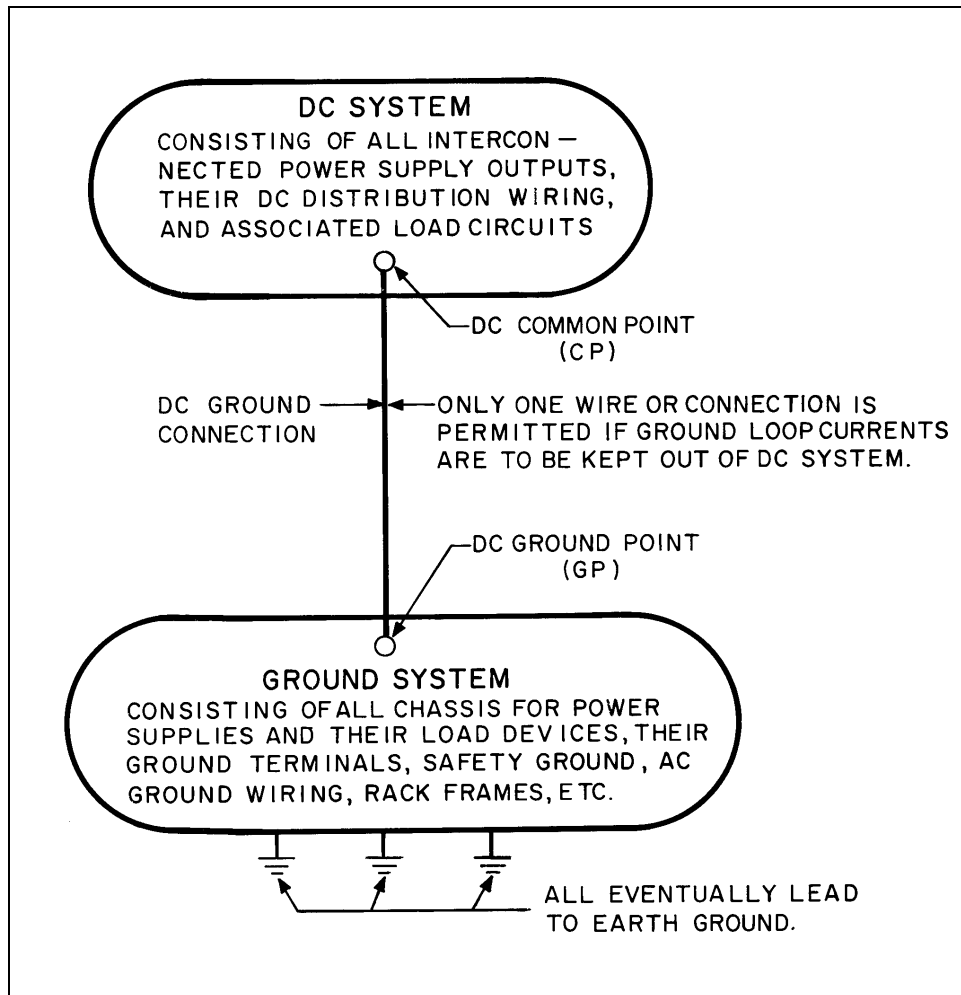 DC SYSTEM
CONSISTING OF ALL INTERCON –
NECTED POWER SUPPLY OUTPUTS,
THEIR DC DISTRIBUTION WIRING,
AND ASSOCIATED LOAD CIRCUITS
DC COMMON POINT
(CP)
DC GROUND
CONNECTION
ONLY ONE WIRE OR CONNECTION IS
PERMITTED IF GROUND LOOP CURRENTS
ARE TO BE KEPT OUT OF DC SYSTEM.
DC GROUND POINT
(GP)
GROUND SYSTEM
CONSISTING OF ALL CHASSIS FOR POWER
SUPPLIES AND THEIR LOAD DEVICES, THEIR
GROUND TERMINALS, SAFETY GROUND, AC
GROUND WIRING, RACK FRAMES, ETC.
ALL EVENTUALLY LEAD
TO EARTH GROUND.